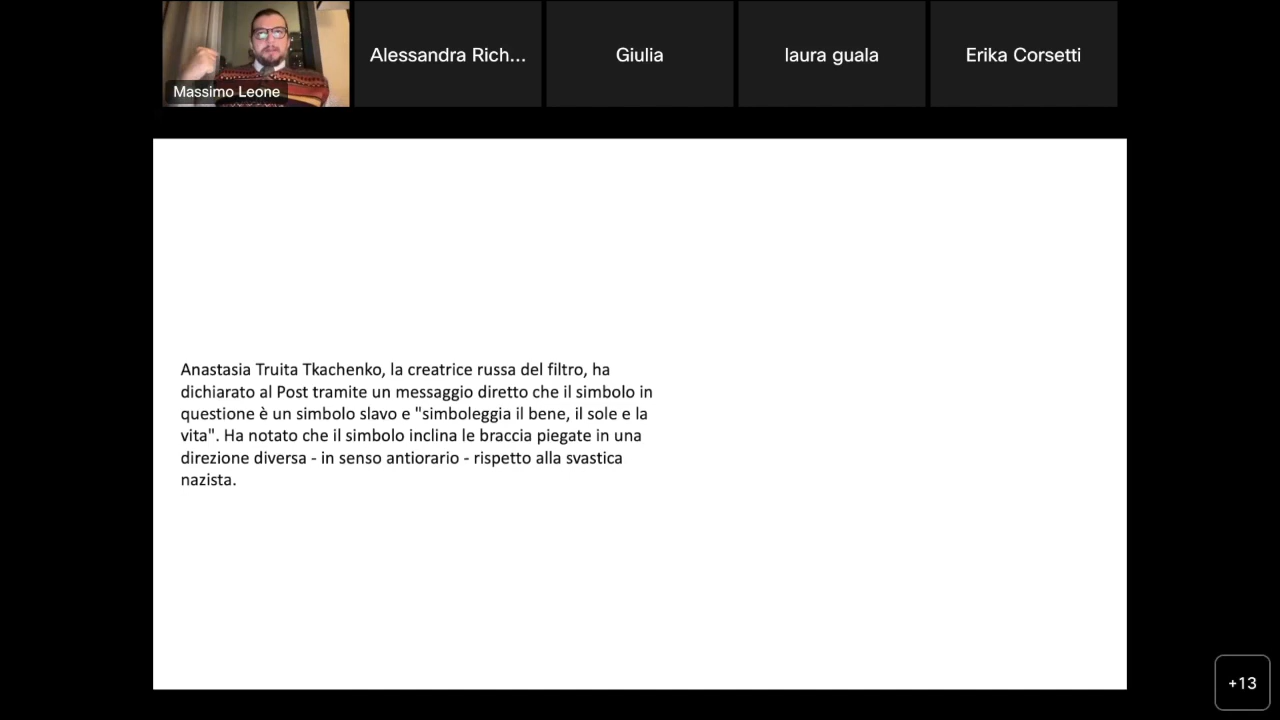 Massimo Leone
Alessandra Rich...
Giulia
laura guala
Erika Corsetti
Anastasia Truita Tkachenko, la creatrice russa del filtro, ha
dichiarato al Post tramite un messaggio diretto che il simbolo in
questione è un simbolo slavo e "simboleggia il bene, il sole e la
vita". Ha notato che il simbolo inclina le braccia piegate in una
direzione diversa - in senso antiorario - rispetto alla svastica
nazista.
+13